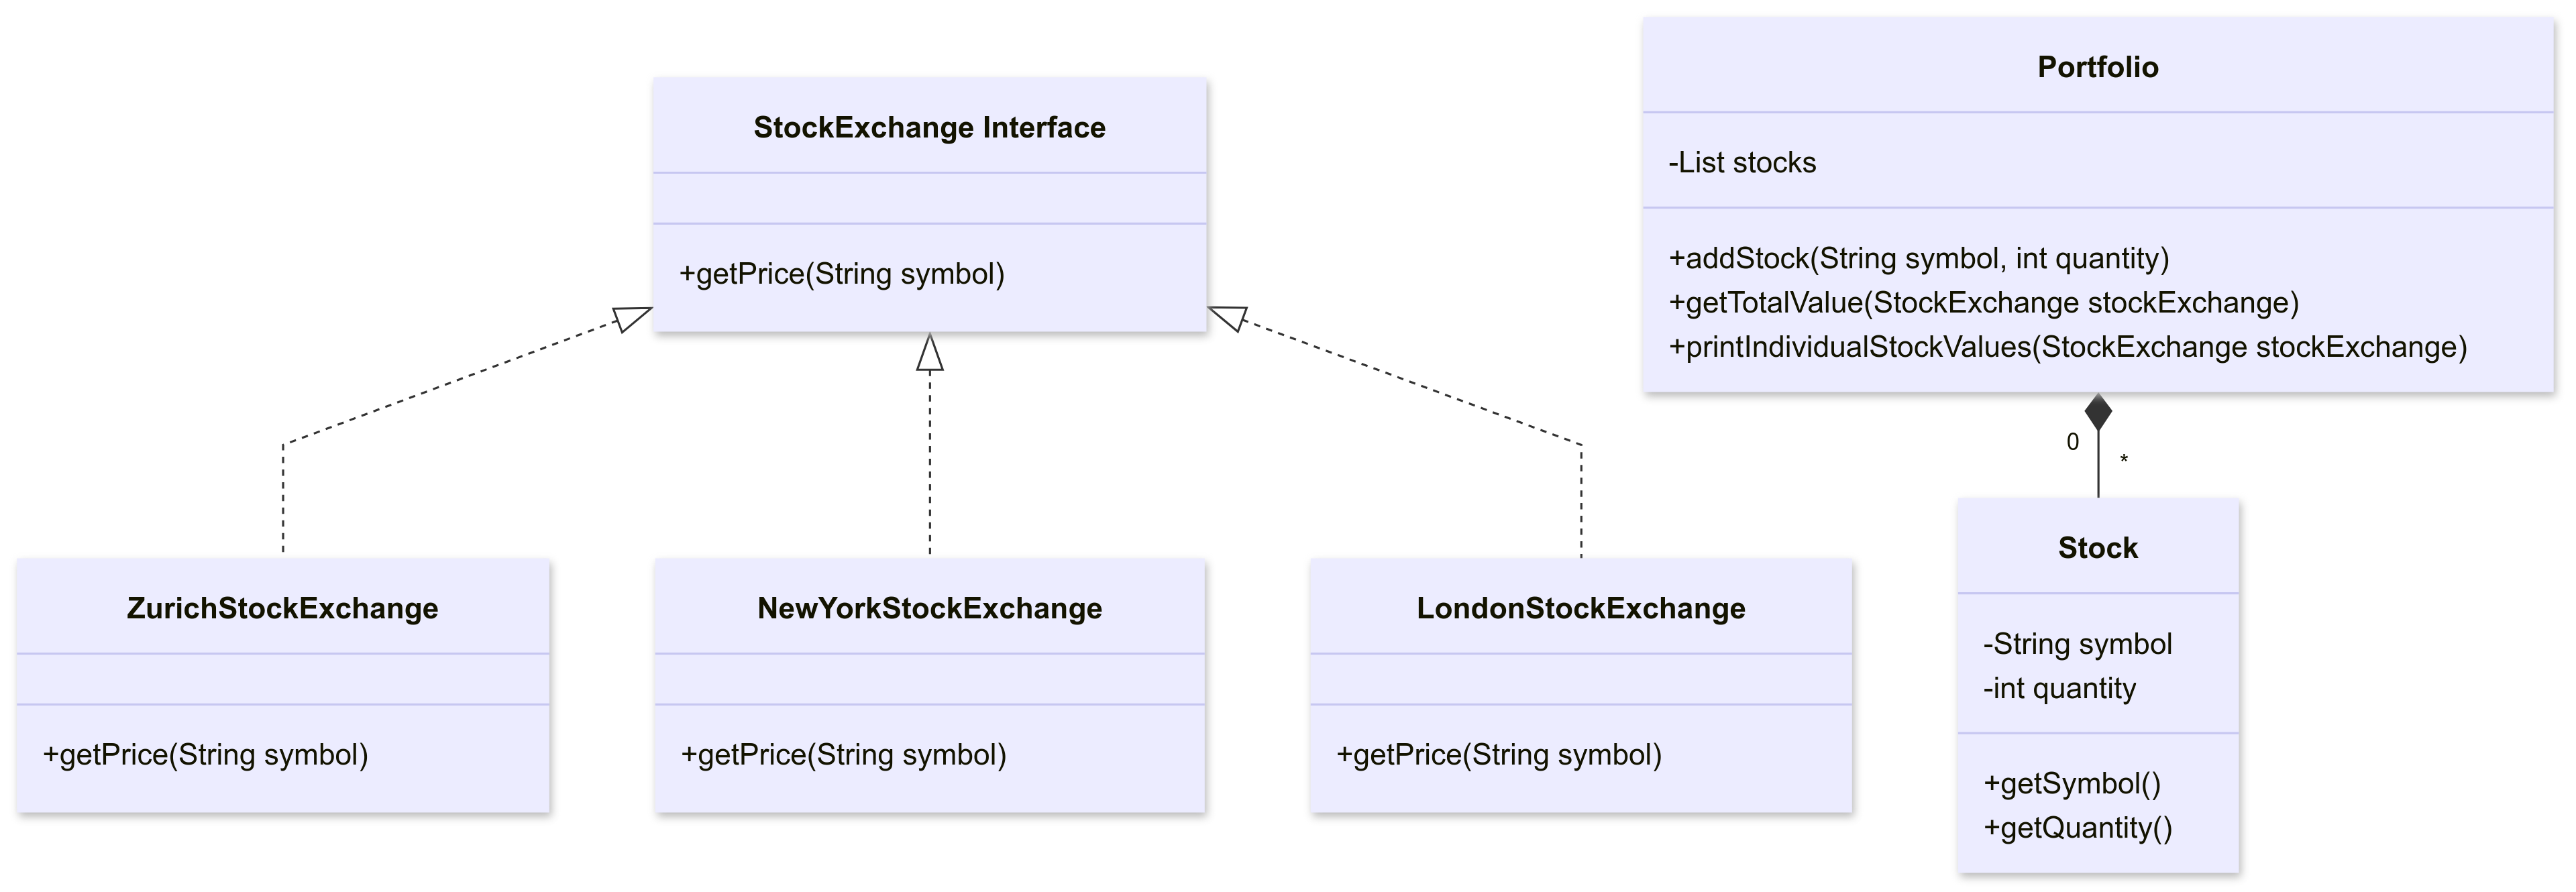 StockExchange Interface
+getPrice(String symbol)
Portfolio
-List stocks
+addStock(String symbol, int quantity)
+getTotalValue(StockExchange stockExchange)
+printIndividualStockValues(StockExchange stockExchange)
0
*
ZurichStockExchange
+getPrice(String symbol)
NewYorkStockExchange
+getPrice(String symbol)
LondonStockExchange
+getPrice(String symbol)
Stock
-String symbol
-int quantity
+getSymbol()
+getQuantity()